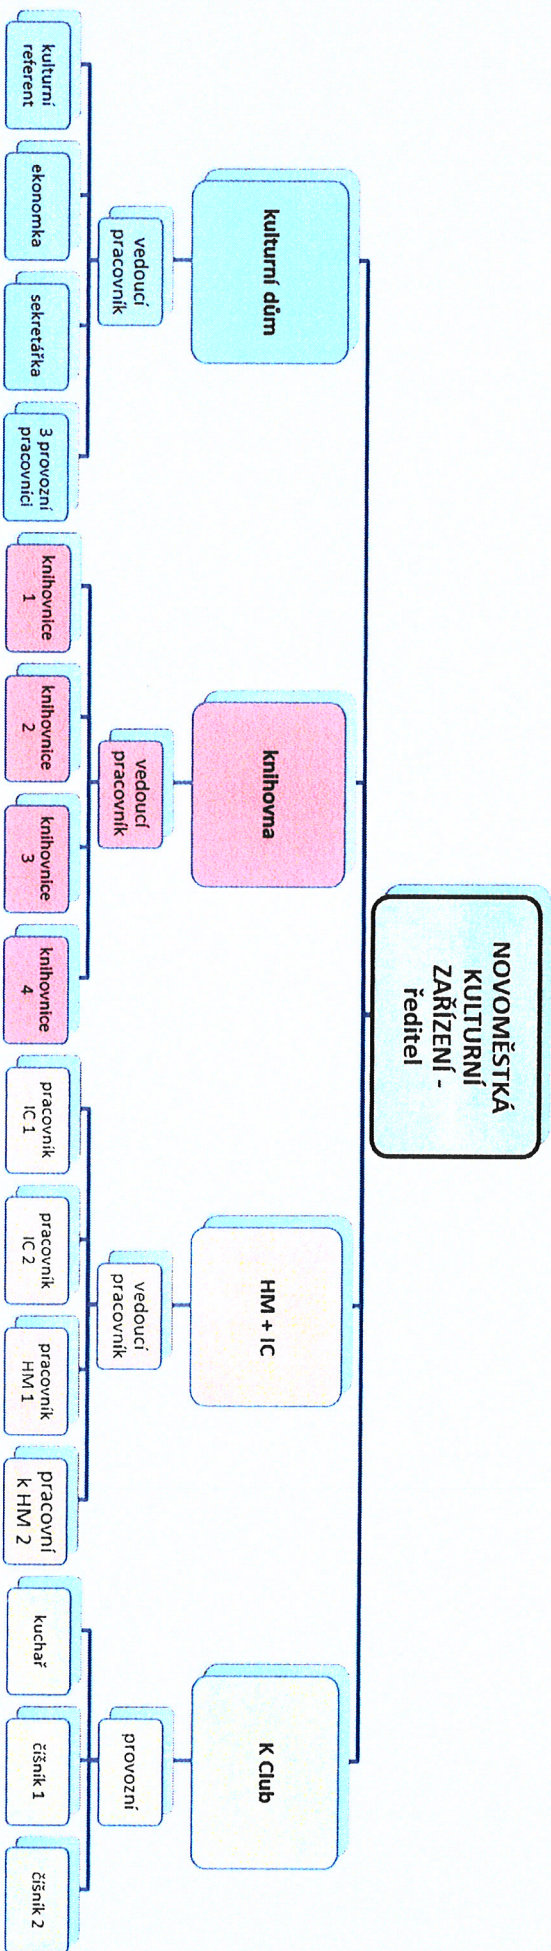 NOVOMĚSTKÁ
KULTURNÍ
ZAŘÍZENÍ -
ředitel
kulturní dům
knihovna
HM + IC
K Club
vedoucí
pracovník
vedoucí
pracovník
vedoucí
pracovník
provozní
kulturní
referent
ekonomka
sekretářka
3 provozní
pracovníci
knihovnice
1
knihovnice
2
knihovnice
3
knihovnice
4
pracovník
IC 1
pracovník
IC 2
pracovník
HM 1
pracovní
k HM 2
kuchař
číšník 1
číšník 2